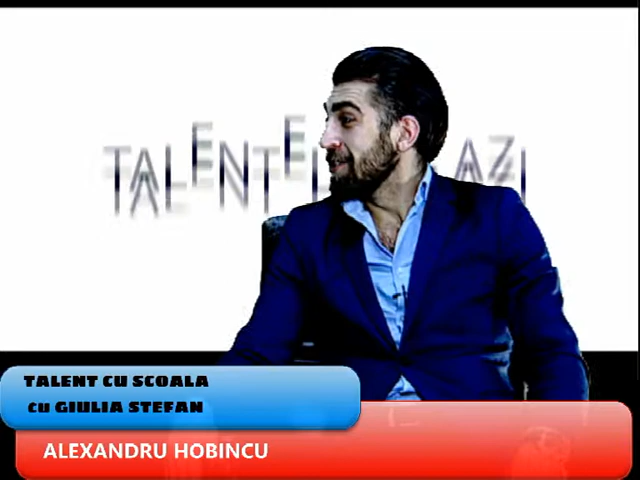 TALENTE AZI
TALENT CU SCOALA
cu GIULIA STEFAN
ALEXANDRU HOBINCU